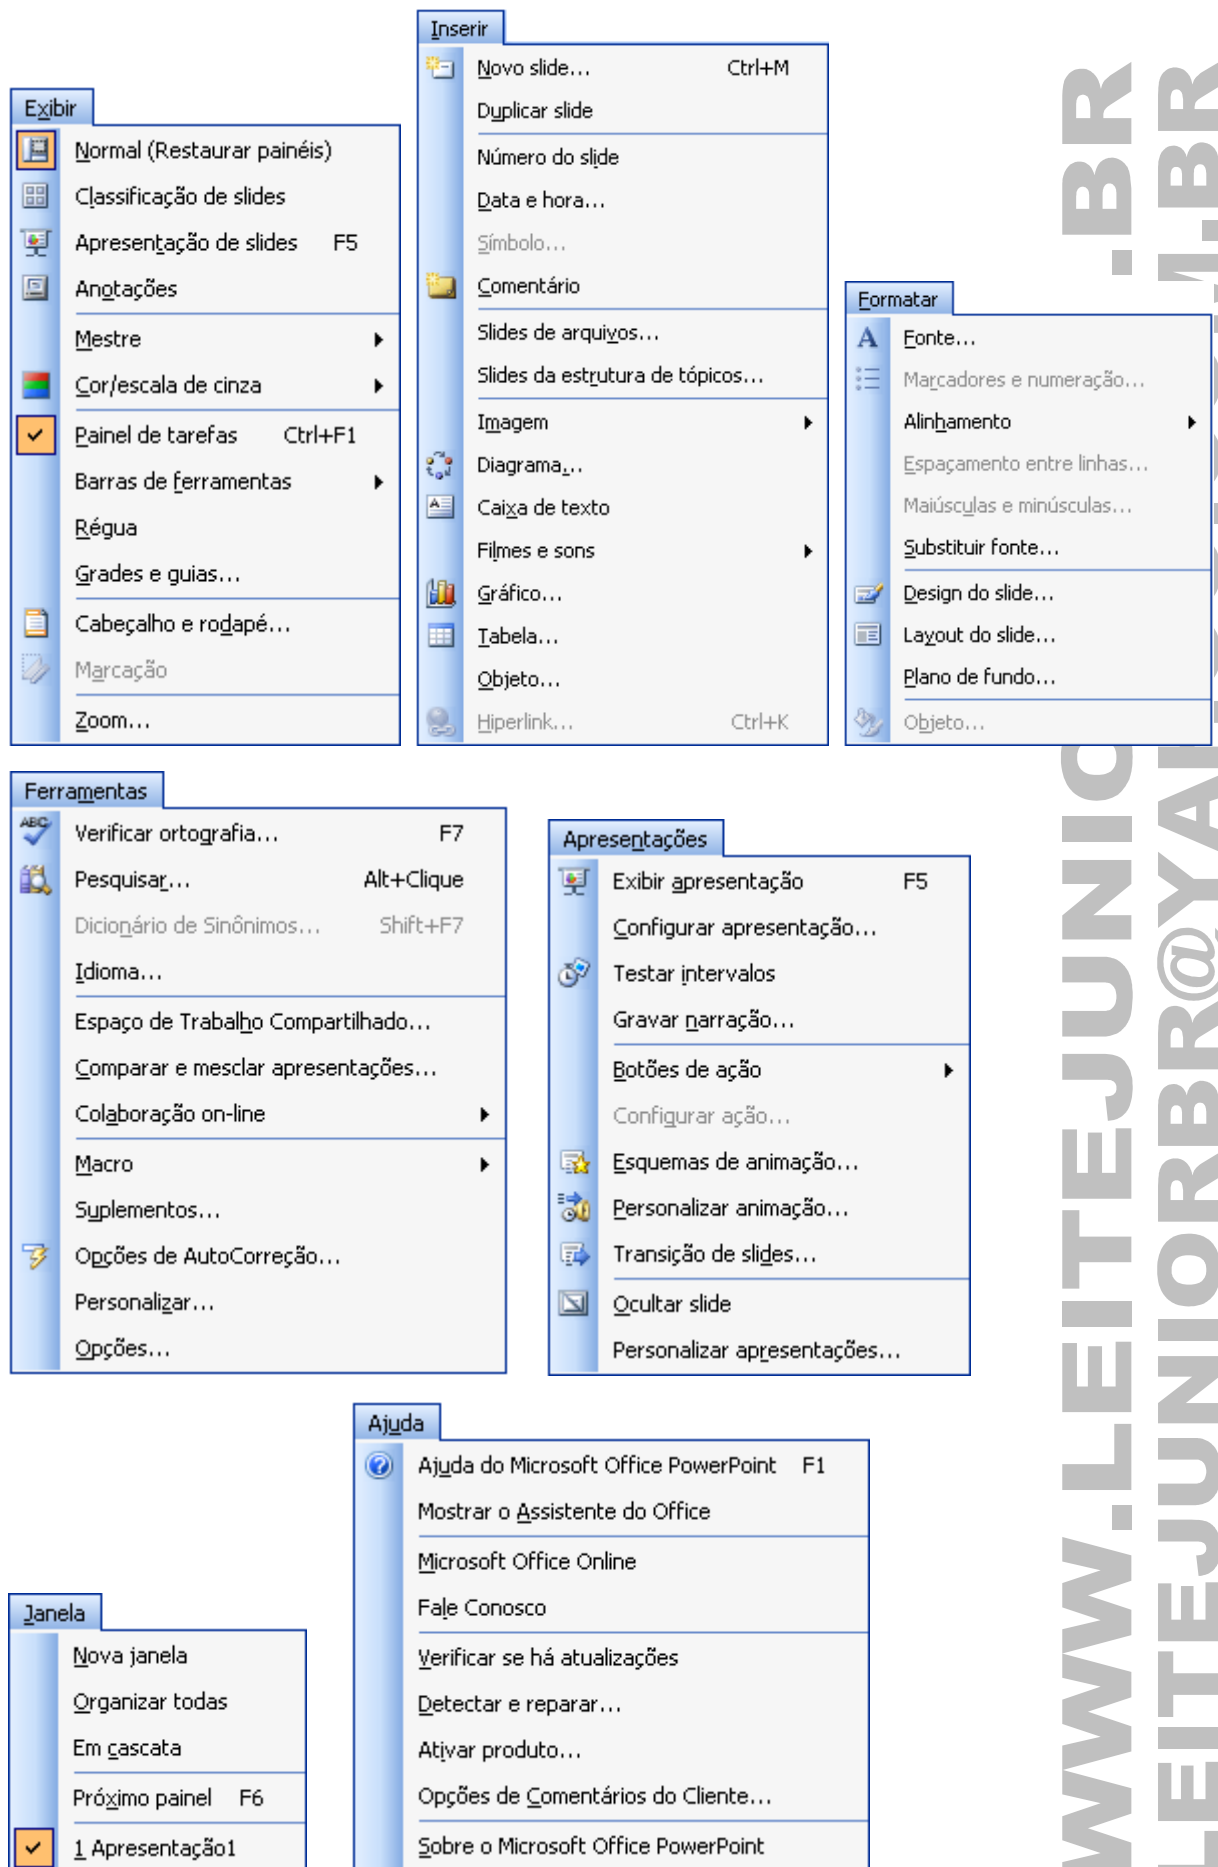 Exibir
Normal (Restaurar painéis)
Classificação de slides
Apresentação de slides F5
Anotações
Mestre
Cor/escala de cinza
Painel de tarefas Ctrl+F1
Barras de ferramentas
Régua
Grades e guias...
Cabeçalho e rodapé...
Marcação
Zoom...
Inserir
Novo slide... Ctrl+M
Duplicar slide
Número do slide
Data e hora...
Símbolo...
Comentário
Slides de arquivos...
Slides da estrutura de tópicos...
Imagem
Diagrama...
Caixa de texto
Filmes e sons
Gráfico...
Tabela...
Objeto...
Hiperlink... Ctrl+K
Formatar
Fonte...
Marcadores e numeração...
Alinhamento
Espaçamento entre linhas...
Maiúsculas e minúsculas...
Substituir fonte...
Design do slide...
Layout do slide...
Plano de fundo...
Objeto...
Ferramentas
Verificar ortografia... F7
Pesquisar... Alt+Clique
Dicionário de Sinônimos... Shift+F7
Idioma...
Espaço de Trabalho Compartilhado...
Comparar e mesclar apresentações...
Colaboração on-line
Macro
Suplementos...
Opções de AutoCorreção...
Personalizar...
Opções...
Apresentações
Exibir apresentação F5
Configurar apresentação...
Testar intervalos
Gravar narração...
Botões de ação
Configurar ação...
Esquemas de animação...
Personalizar animação...
Transição de slides...
Ocultar slide
Personalizar apresentações...
Janela
Nova janela
Organizar todas
Em cascata
Próximo painel F6
1 Apresentação1
Ajuda
Ajuda do Microsoft Office PowerPoint F1
Mostrar o Assistente do Office
Microsoft Office Online
Fale Conosco
Verificar se há atualizações
Detectar e reparar...
Ativar produto...
Opções de Comentários do Cliente...
Sobre o Microsoft Office PowerPoint
WWW.LEITEJUNIO .BR
LEITEJUNIORBR@YA .BR